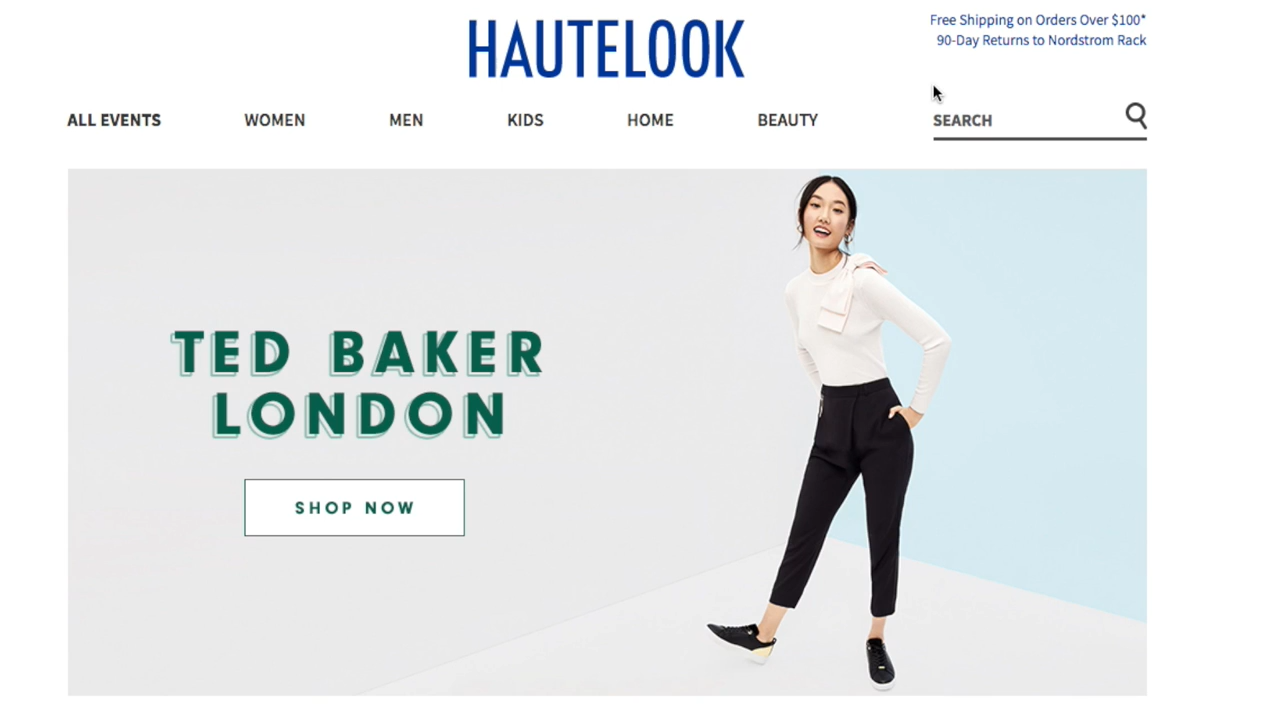 HAUTELOOK
Free Shipping on Orders Over $100*
90-Day Returns to Nordstrom Rack
ALL EVENTS WOMEN MEN KIDS HOME BEAUTY SEARCH
TED BAKER
LONDON
SHOP NOW